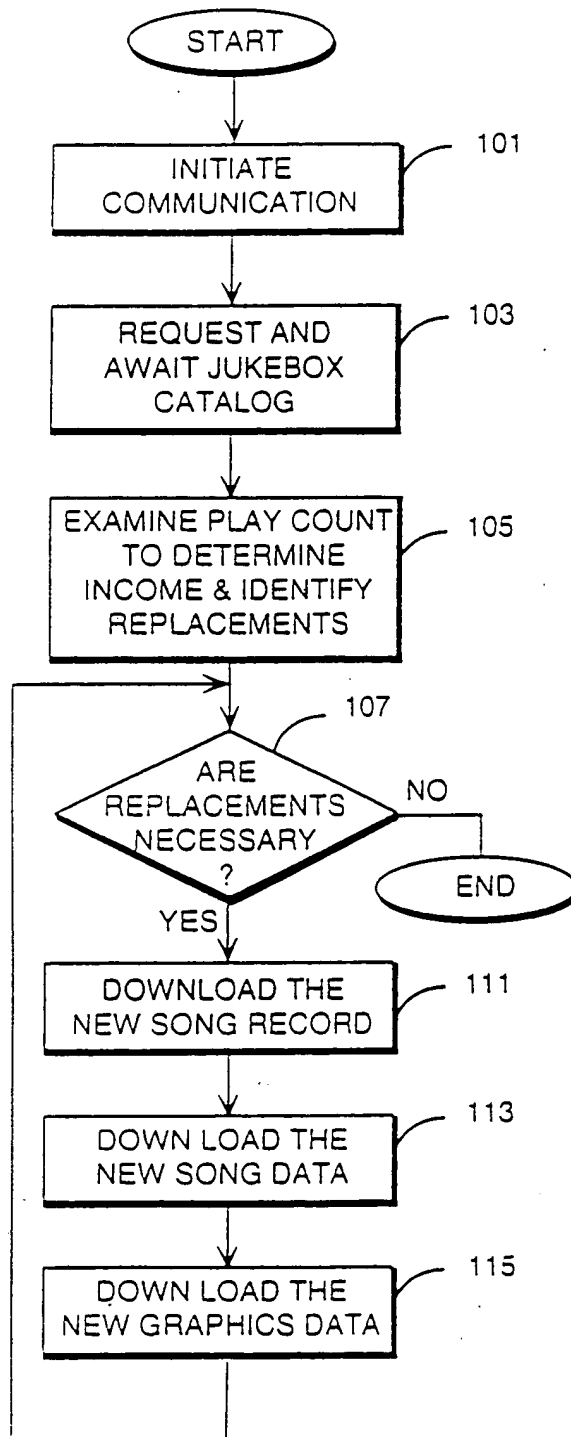 START
101
INITIATE
COMMUNICATION
103
REQUEST AND
AWAIT JUKEBOX
CATALOG
105
EXAMINE PLAY COUNT
TO DETERMINE
INCOME & IDENTIFY
REPLACEMENTS
107
ARE
REPLACEMENTS
NECESSARY
?
NO
END
YES
111
DOWNLOAD THE
NEW SONG RECORD
113
DOWN LOAD THE
NEW SONG DATA
115
DOWN LOAD THE
NEW GRAPHICS DATA